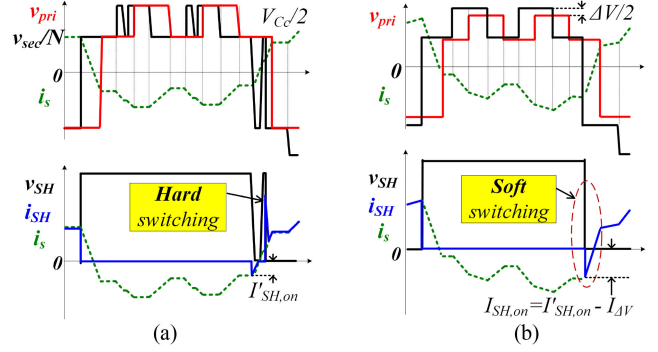 v_pri
V_Cc/2
v_sec/N
0
i_s
v_SH
Hard
switching
i_SH
i_s
0
I'_SH,on
(a)
v_pri
ΔV/2
v_sec/N
0
i_s
v_SH
Soft
switching
i_SH
i_s
0
I_SH,on=I'_SH,on - I_ΔV
(b)